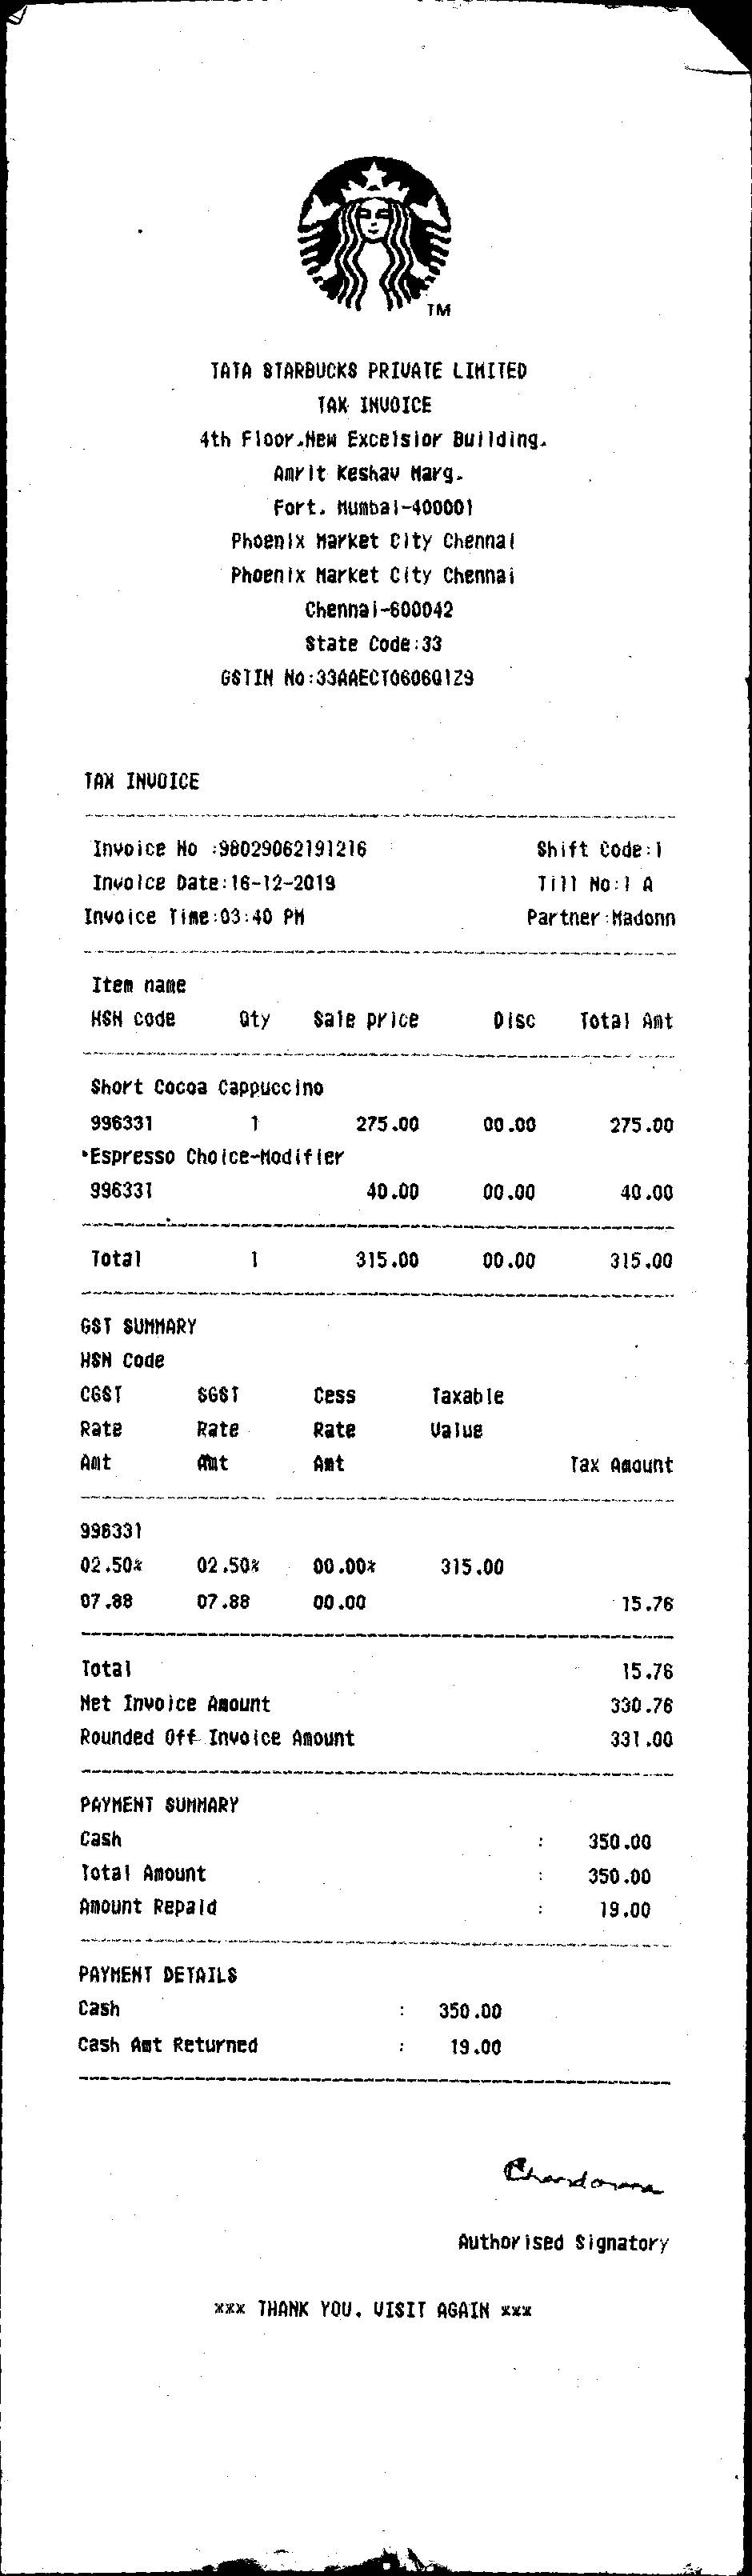 TM
TATA STARBUCKS PRIVATE LIMITED
TAX INVOICE
4th Floor.New Excelsior Building.
Amrit Keshav Marg.
Fort. Mumbai-400001
Phoenix Market City Chennai
Phoenix Market City Chennai
Chennai-600042
State Code:33
GSTIN No:33AAECT0606Q1Z9
TAX INVOICE
Invoice No :98029062191216 Shift Code:1
Invoice Date:16-12-2019 Till No:1 A
Invoice Time:03:40 PM Partner:Madonn
Item name
HSN code Qty Sale price Disc Total Amt
Short Cocoa Cappuccino
996331 1 275.00 00.00 275.00
*Espresso Choice-Modifier
996331 40.00 00.00 40.00
Total 1 315.00 00.00 315.00
GST SUMMARY
HSN Code
CGST SGST Cess Taxable
Rate Rate Rate Value
Amt Amt Amt Tax Amount
996331
02.50% 02.50% 00.00% 315.00
07.88 07.88 00.00 15.76
Total 15.76
Net Invoice Amount 330.76
Rounded Off Invoice Amount 331.00
PAYMENT SUMMARY
Cash : 350.00
Total Amount : 350.00
Amount Repaid : 19.00
PAYMENT DETAILS
Cash : 350.00
Cash Amt Returned : 19.00
Authorised Signatory
*** THANK YOU. VISIT AGAIN ***